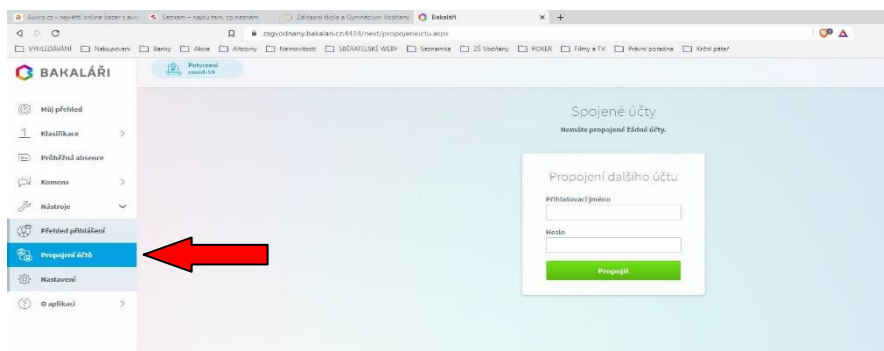 Aukro.cz - největší online bazar s auk
Seznam – najdu tam, co neznám
Základní škola a Gymnázium Vodňany
Bakaláři
zsgvodnany.bakalari.cz:4434/next/propojeniuctu.aspx
VYHLEDÁVÁNÍ
Nakupovani
Banky
Akcie
Altcoiny
Nemovitosti
SBĚRATELSKÉ WEBY
Seznamka
ZŠ Vodňany
POKER
Filmy a TV
Právní poradna
Krční páteř
BAKALÁŘI
Potvrzení
covid-19
Můj přehled
Klasifikace
Průběžná absence
Komens
Nástroje
Přehled přihlášení
Propojení účtů
Nastavení
O aplikaci
Spojené účty
Nemáte propojené žádné účty.
Propojení dalšího účtu
Přihlašovací jméno
Heslo
Propojit